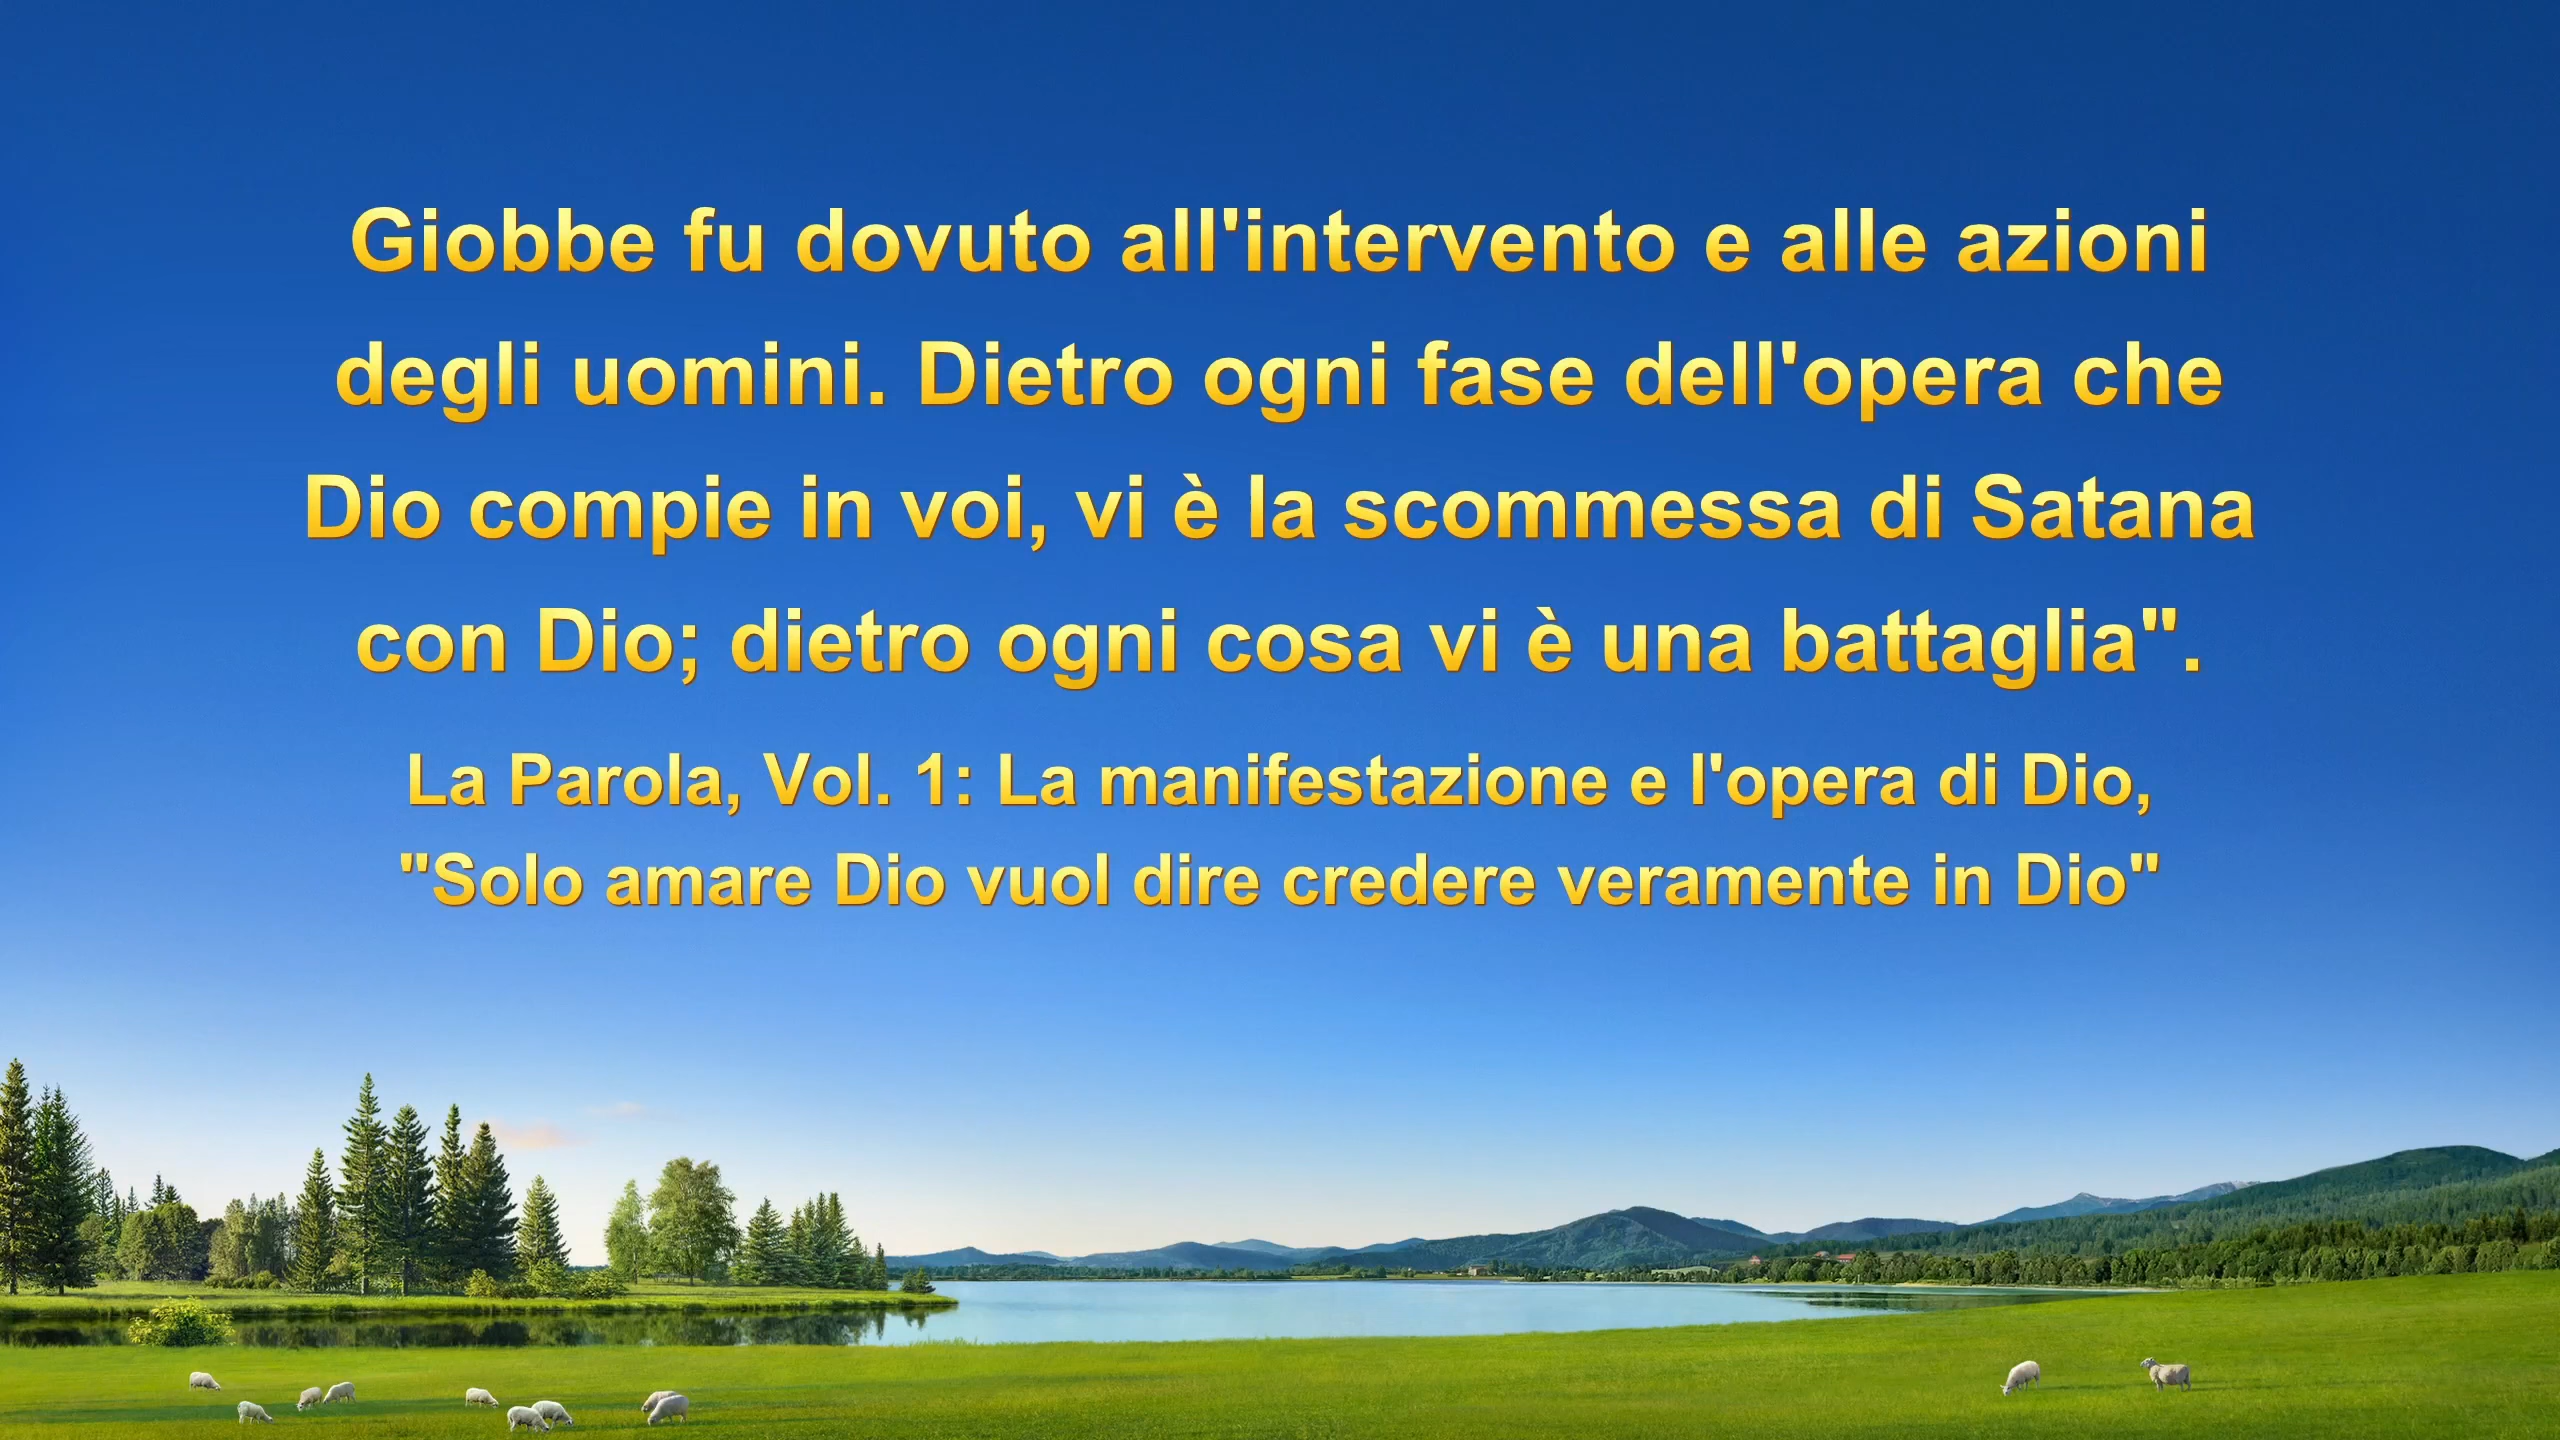 Giobbe fu dovuto all'intervento e alle azioni
degli uomini. Dietro ogni fase dell'opera che
Dio compie in voi, vi è la scommessa di Satana
con Dio; dietro ogni cosa vi è una battaglia".
La Parola, Vol. 1: La manifestazione e l'opera di Dio,
"Solo amare Dio vuol dire credere veramente in Dio"